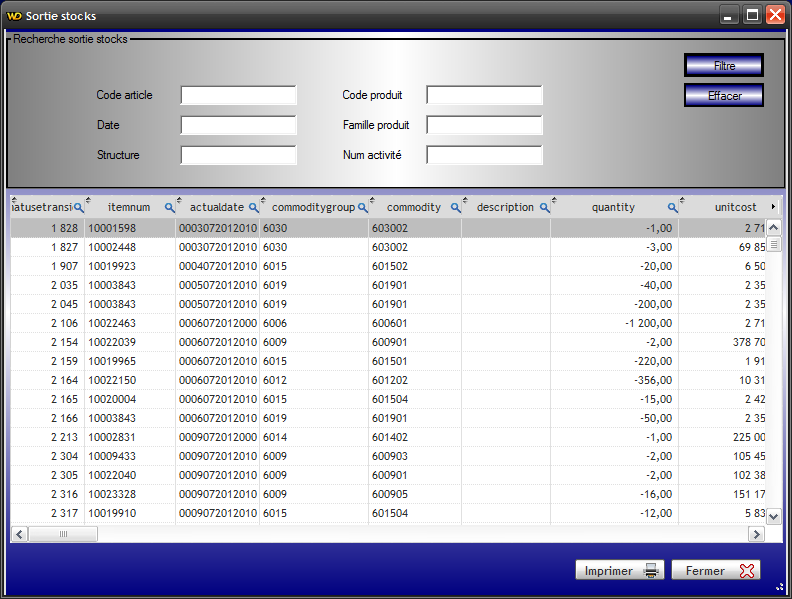 WD Sortie stocks
Recherche sortie stocks
Filtre
Code article Code produit
Effacer
Date Famille produit
Structure Num activité
atusetransi itemnum actualdate commoditygroup commodity description quantity unitcost
1 828 10001598 0003072012010 6030 603002 -1,00 2 71
1 827 10002448 0003072012010 6030 603002 -3,00 69 85
1 907 10019923 0004072012010 6015 601502 -20,00 6 50
2 035 10003843 0005072012010 6019 601901 -40,00 2 35
2 045 10003843 0005072012010 6019 601901 -200,00 2 35
2 106 10022463 0006072012000 6006 600601 -1 200,00 2 71
2 154 10022039 0006072012010 6009 600901 -2,00 378 70
2 159 10019965 0006072012010 6015 601501 -220,00 1 91
2 164 10022150 0006072012010 6012 601202 -356,00 10 31
2 165 10020004 0006072012010 6015 601504 -15,00 2 42
2 166 10003843 0006072012010 6019 601901 -50,00 2 35
2 213 10002831 0009072012000 6014 601402 -1,00 225 00
2 304 10009433 0009072012010 6009 600903 -2,00 105 45
2 305 10022040 0009072012010 6009 600901 -2,00 102 38
2 316 10023328 0009072012010 6009 600905 -16,00 151 17
2 317 10019910 0009072012010 6015 601504 -12,00 5 83
Imprimer Fermer